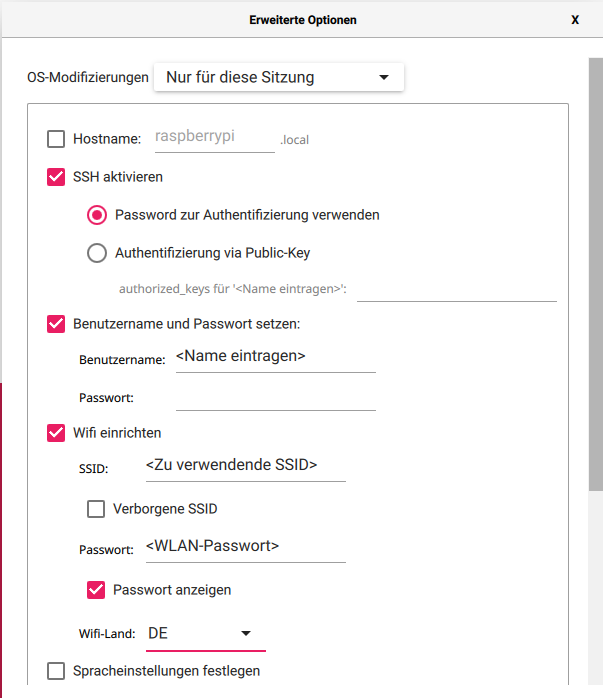 Erweiterte Optionen X
OS-Modifizierungen Nur für diese Sitzung
Hostname: raspberrypi .local
SSH aktivieren
Password zur Authentifizierung verwenden
Authentifizierung via Public-Key
authorized_keys für '<Name eintragen>':
Benutzername und Passwort setzen:
Benutzername: <Name eintragen>
Passwort:
Wifi einrichten
SSID: <Zu verwendende SSID>
Verborgene SSID
Passwort: <WLAN-Passwort>
Passwort anzeigen
Wifi-Land: DE
Spracheinstellungen festlegen